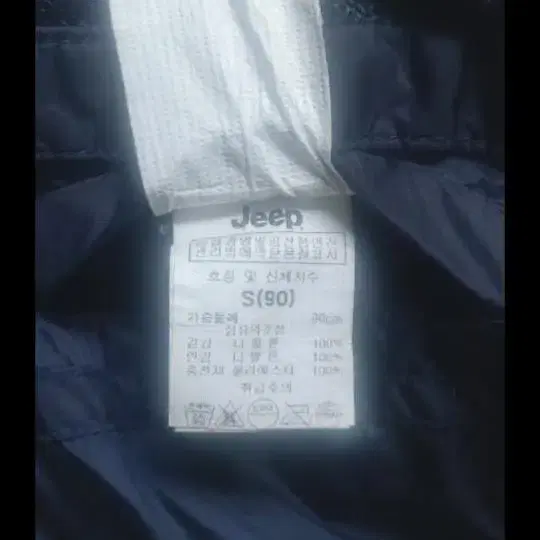 Jeep
호칭 및 신체치수
S(90)
가슴둘레 90cm
섬유의조성
겉감 나일론 100%
안감 나일론 100%
충전재 폴리에스터 100%
취급주의